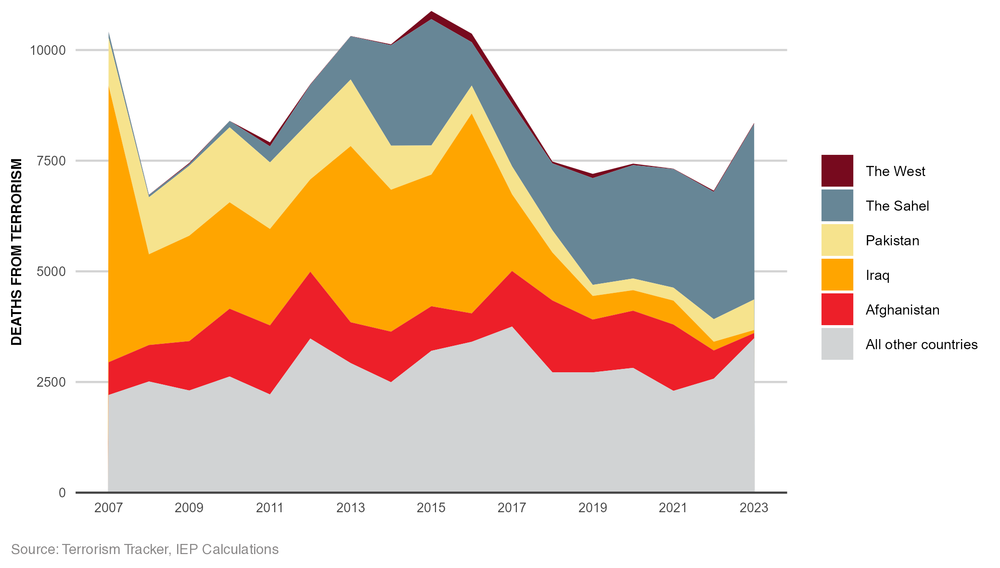 DEATHS FROM TERRORISM
10000
7500
5000
2500
0
2007 2009 2011 2013 2015 2017 2019 2021 2023
The West
The Sahel
Pakistan
Iraq
Afghanistan
All other countries
Source: Terrorism Tracker, IEP Calculations